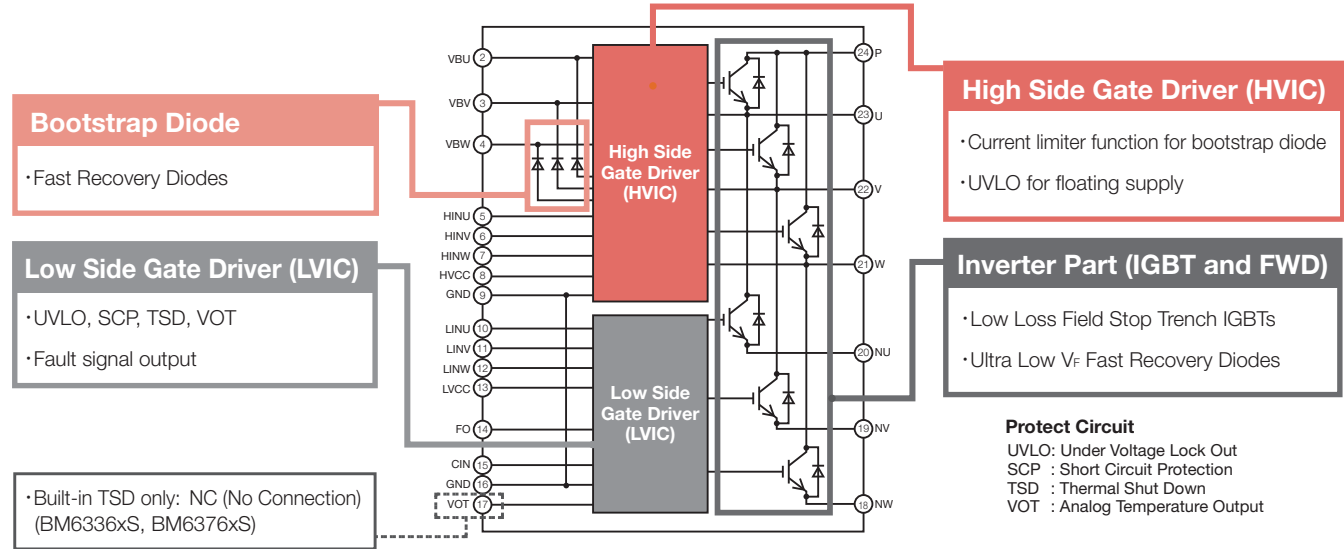 Bootstrap Diode
・Fast Recovery Diodes
Low Side Gate Driver (LVIC)
・UVLO, SCP, TSD, VOT
・Fault signal output
・Built-in TSD only: NC (No Connection)
(BM6336xS, BM6376xS)
VBU 2
VBV 3
VBW 4
HINU 5
HINV 6
HINW 7
HVCC 8
GND 9
LINU 10
LINV 11
LINW 12
LVCC 13
FO 14
CIN 15
GND 16
VOT 17
High Side
Gate Driver
(HVIC)
Low Side
Gate Driver
(LVIC)
24 P
23 U
22 V
21 W
20 NU
19 NV
18 NW
High Side Gate Driver (HVIC)
・Current limiter function for bootstrap diode
・UVLO for floating supply
Inverter Part (IGBT and FWD)
・Low Loss Field Stop Trench IGBTs
・Ultra Low VF Fast Recovery Diodes
Protect Circuit
UVLO: Under Voltage Lock Out
SCP : Short Circuit Protection
TSD : Thermal Shut Down
VOT : Analog Temperature Output